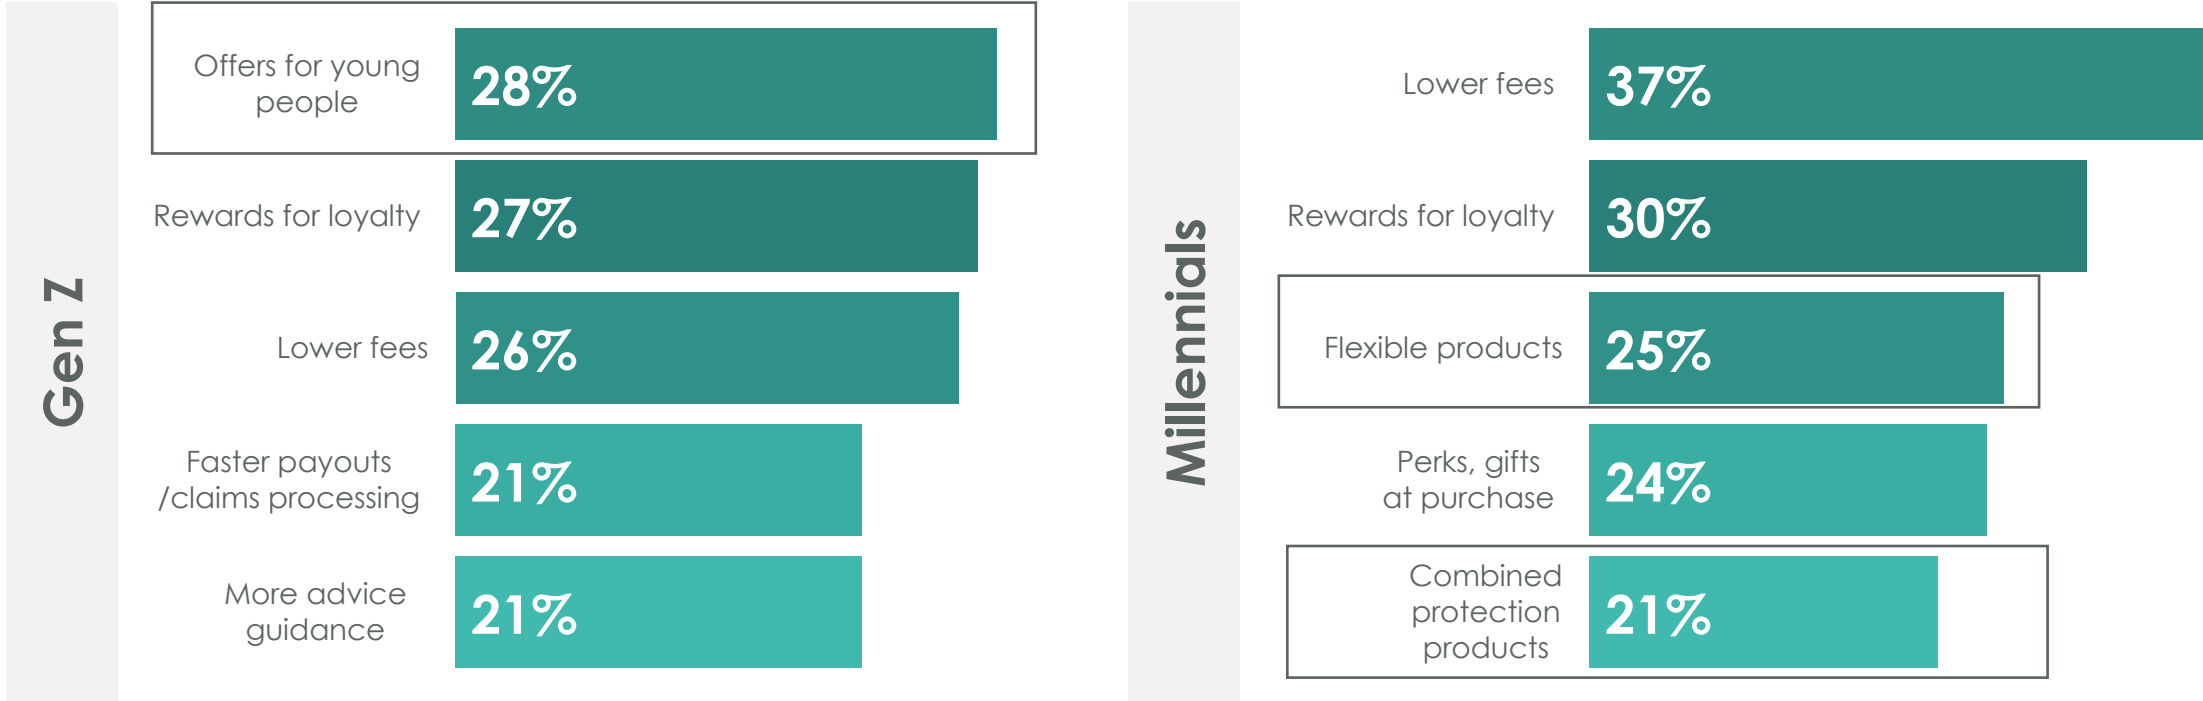 Gen Z
Offers for young
people
28%
Rewards for loyalty
27%
Lower fees
26%
Faster payouts
/claims processing
21%
More advice
guidance
21%
Millennials
Lower fees
37%
Rewards for loyalty
30%
Flexible products
25%
Perks, gifts
at purchase
24%
Combined
protection
products
21%